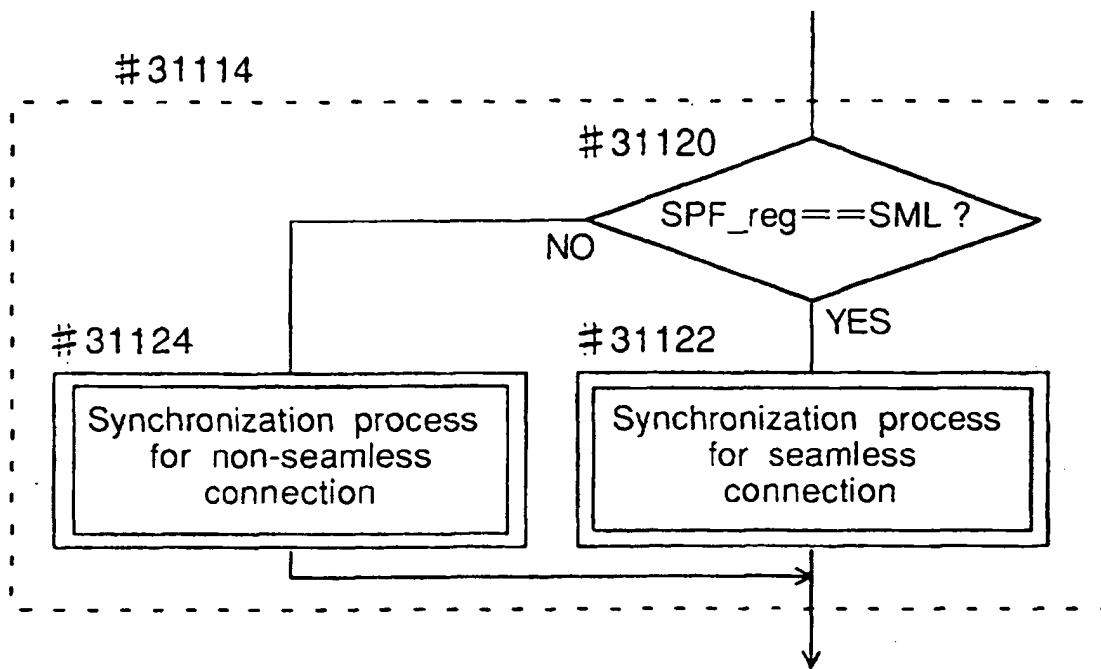 #31114
#31120
SPF_reg==SML ?
NO
YES
#31124
#31122
Synchronization process
for non-seamless
connection
Synchronization process
for seamless
connection